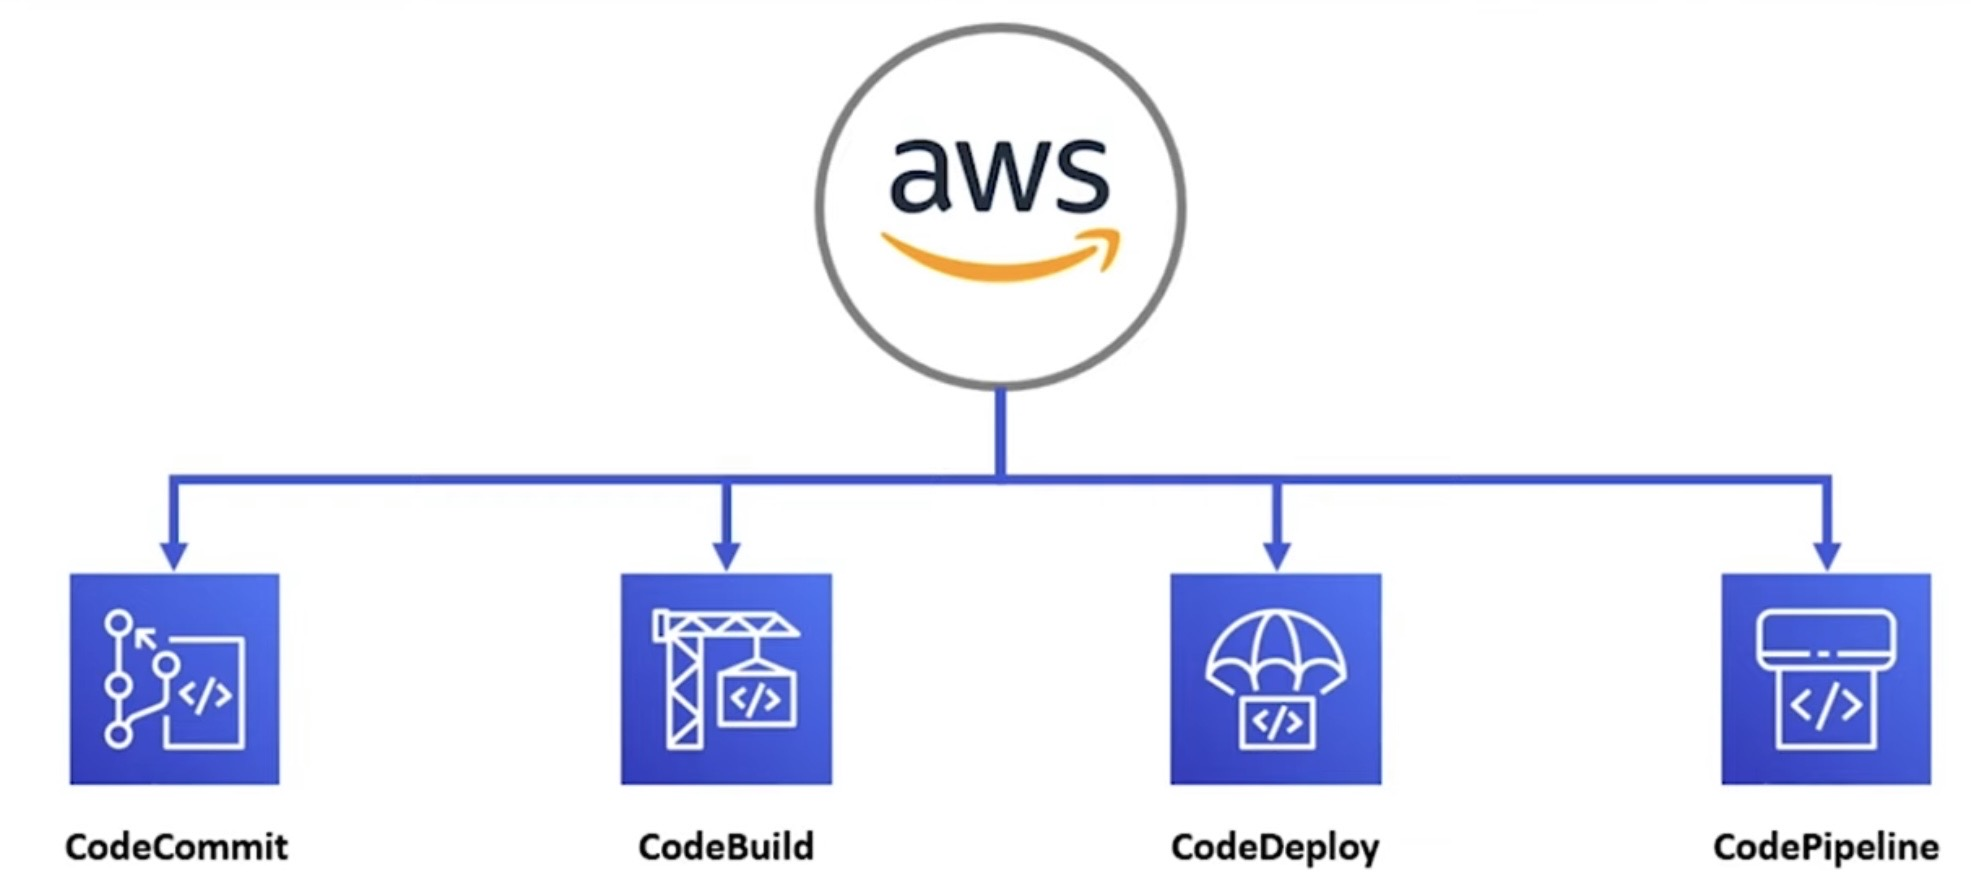 aws
</>
</>
</>
</>
CodeCommit
CodeBuild
CodeDeploy
CodePipeline